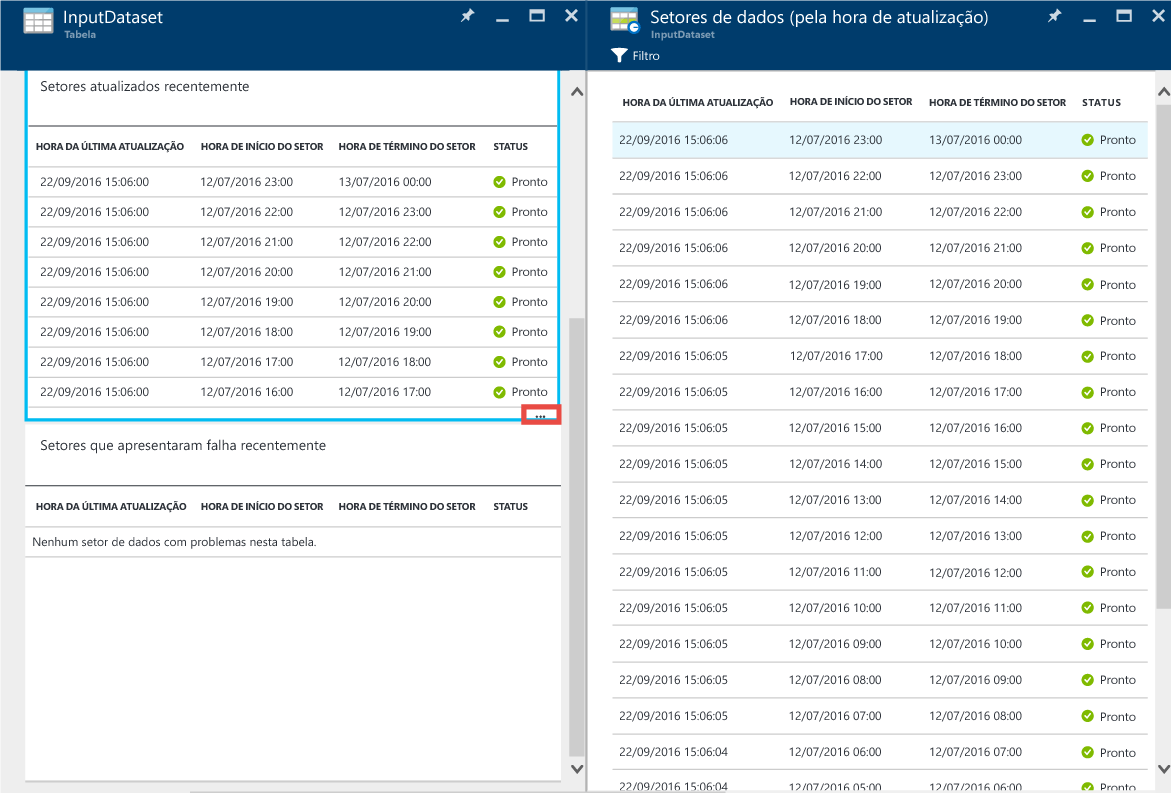 InputDataset
Tabela
Setores atualizados recentemente
HORA DA ÚLTIMA ATUALIZAÇÃO HORA DE INÍCIO DO SETOR HORA DE TÉRMINO DO SETOR STATUS
22/09/2016 15:06:00 12/07/2016 23:00 13/07/2016 00:00 Pronto
22/09/2016 15:06:00 12/07/2016 22:00 12/07/2016 23:00 Pronto
22/09/2016 15:06:00 12/07/2016 21:00 12/07/2016 22:00 Pronto
22/09/2016 15:06:00 12/07/2016 20:00 12/07/2016 21:00 Pronto
22/09/2016 15:06:00 12/07/2016 19:00 12/07/2016 20:00 Pronto
22/09/2016 15:06:00 12/07/2016 18:00 12/07/2016 19:00 Pronto
22/09/2016 15:06:00 12/07/2016 17:00 12/07/2016 18:00 Pronto
22/09/2016 15:06:00 12/07/2016 16:00 12/07/2016 17:00 Pronto
...
Setores que apresentaram falha recentemente
HORA DA ÚLTIMA ATUALIZAÇÃO HORA DE INÍCIO DO SETOR HORA DE TÉRMINO DO SETOR STATUS
Nenhum setor de dados com problemas nesta tabela.
Setores de dados (pela hora de atualização)
InputDataset
Filtro
HORA DA ÚLTIMA ATUALIZAÇÃO HORA DE INÍCIO DO SETOR HORA DE TÉRMINO DO SETOR STATUS
22/09/2016 15:06:06 12/07/2016 23:00 13/07/2016 00:00 Pronto
22/09/2016 15:06:06 12/07/2016 22:00 12/07/2016 23:00 Pronto
22/09/2016 15:06:06 12/07/2016 21:00 12/07/2016 22:00 Pronto
22/09/2016 15:06:06 12/07/2016 20:00 12/07/2016 21:00 Pronto
22/09/2016 15:06:06 12/07/2016 19:00 12/07/2016 20:00 Pronto
22/09/2016 15:06:06 12/07/2016 18:00 12/07/2016 19:00 Pronto
22/09/2016 15:06:05 12/07/2016 17:00 12/07/2016 18:00 Pronto
22/09/2016 15:06:05 12/07/2016 16:00 12/07/2016 17:00 Pronto
22/09/2016 15:06:05 12/07/2016 15:00 12/07/2016 16:00 Pronto
22/09/2016 15:06:05 12/07/2016 14:00 12/07/2016 15:00 Pronto
22/09/2016 15:06:05 12/07/2016 13:00 12/07/2016 14:00 Pronto
22/09/2016 15:06:05 12/07/2016 12:00 12/07/2016 13:00 Pronto
22/09/2016 15:06:05 12/07/2016 11:00 12/07/2016 12:00 Pronto
22/09/2016 15:06:05 12/07/2016 10:00 12/07/2016 11:00 Pronto
22/09/2016 15:06:05 12/07/2016 09:00 12/07/2016 10:00 Pronto
22/09/2016 15:06:05 12/07/2016 08:00 12/07/2016 09:00 Pronto
22/09/2016 15:06:05 12/07/2016 07:00 12/07/2016 08:00 Pronto
22/09/2016 15:06:04 12/07/2016 06:00 12/07/2016 07:00 Pronto
22/09/2016 15:06:04 12/07/2016 05:00 12/07/2016 06:00 Pronto